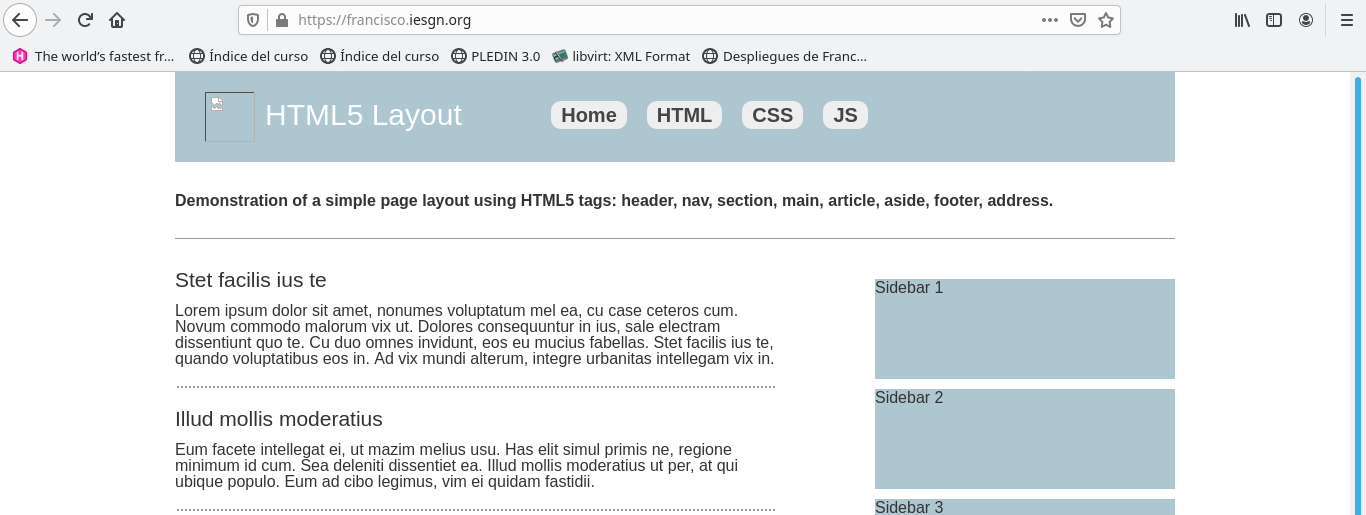 https://francisco.iesgn.org
The world’s fastest fr...
Índice del curso
Índice del curso
PLEDIN 3.0
libvirt: XML Format
Despliegues de Franc...
HTML5 Layout
Home
HTML
CSS
JS
Demonstration of a simple page layout using HTML5 tags: header, nav, section, main, article, aside, footer, address.
Stet facilis ius te
Lorem ipsum dolor sit amet, nonumes voluptatum mel ea, cu case ceteros cum.
Novum commodo malorum vix ut. Dolores consequuntur in ius, sale electram
dissentiunt quo te. Cu duo omnes invidunt, eos eu mucius fabellas. Stet facilis ius te,
quando voluptatibus eos in. Ad vix mundi alterum, integre urbanitas intellegam vix in.
Illud mollis moderatius
Eum facete intellegat ei, ut mazim melius usu. Has elit simul primis ne, regione
minimum id cum. Sea deleniti dissentiet ea. Illud mollis moderatius ut per, at qui
ubique populo. Eum ad cibo legimus, vim ei quidam fastidii.
Sidebar 1
Sidebar 2
Sidebar 3